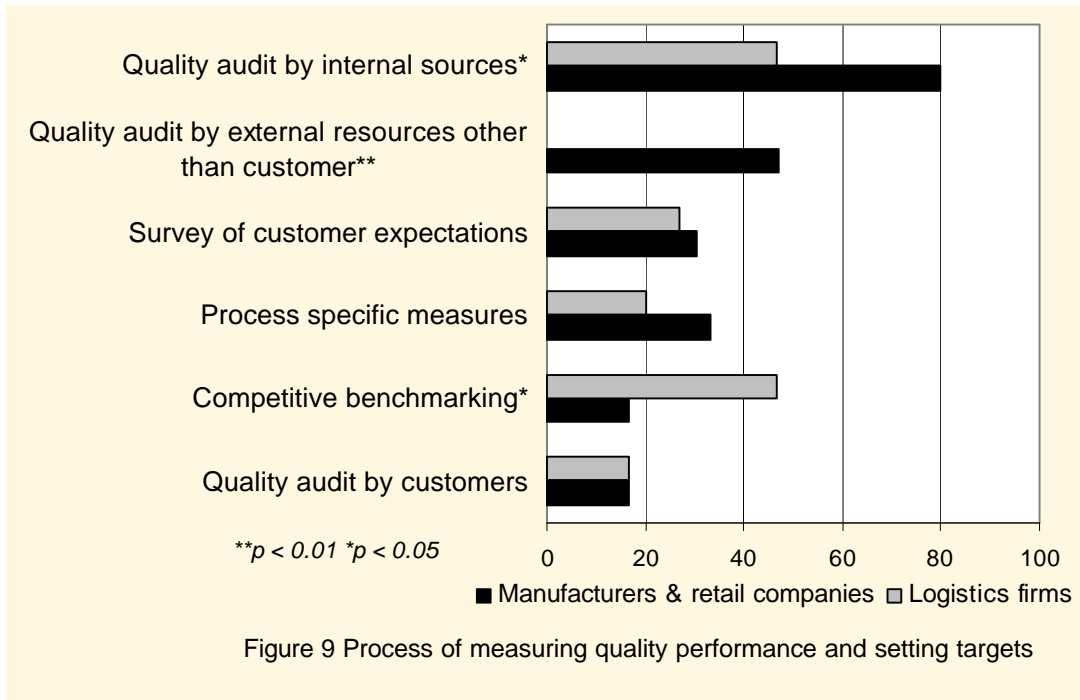 Quality audit by internal sources*
Quality audit by external resources other
than customer**
Survey of customer expectations
Process specific measures
Competitive benchmarking*
Quality audit by customers
**p < 0.01 *p < 0.05
0 20 40 60 80 100
Manufacturers & retail companies Logistics firms
Figure 9 Process of measuring quality performance and setting targets